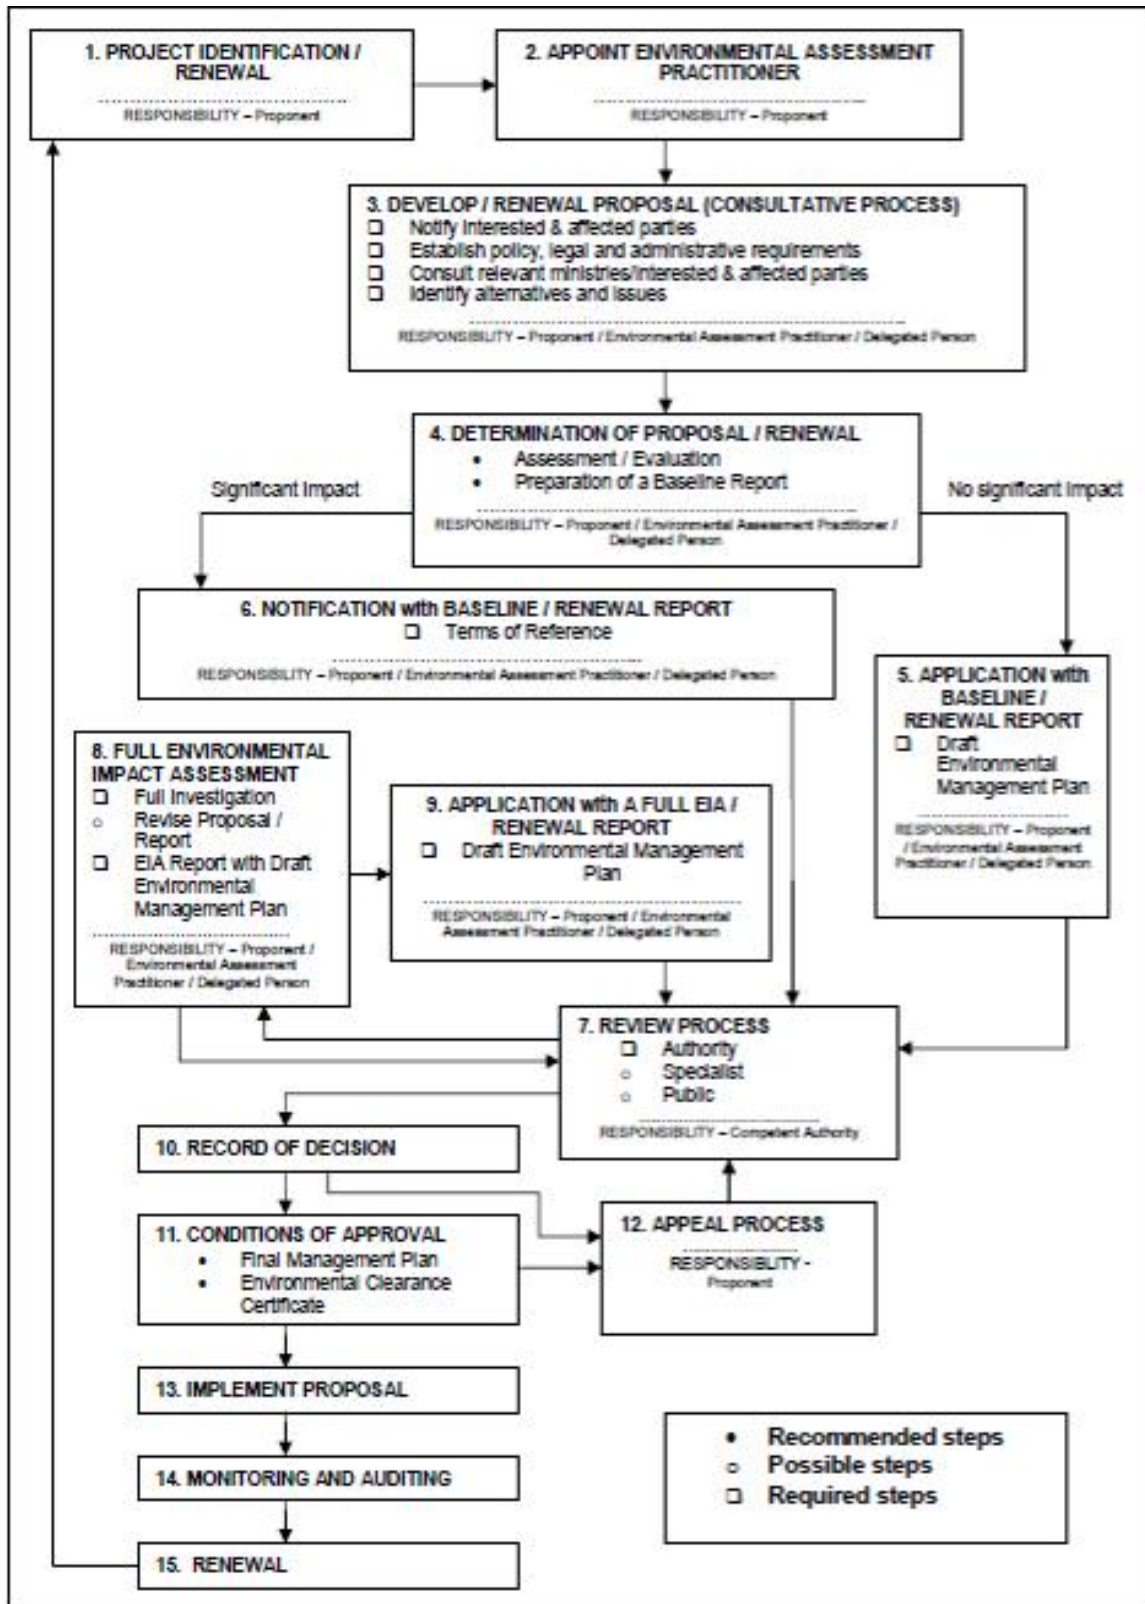 1. PROJECT IDENTIFICATION /
RENEWAL
RESPONSIBILITY – Proponent
2. APPOINT ENVIRONMENTAL ASSESSMENT
PRACTITIONER
RESPONSIBILITY – Proponent
3. DEVELOP / RENEWAL PROPOSAL (CONSULTATIVE PROCESS)
❑ Notify interested & affected parties
❑ Establish policy, legal and administrative requirements
❑ Consult relevant ministries/interested & affected parties
❑ Identify alternatives and issues
RESPONSIBILITY – Proponent / Environmental Assessment Practitioner / Delegated Person
4. DETERMINATION OF PROPOSAL / RENEWAL
• Assessment / Evaluation
• Preparation of a Baseline Report
RESPONSIBILITY – Proponent / Environmental Assessment Practitioner /
Delegated Person
Significant Impact
No significant Impact
6. NOTIFICATION with BASELINE / RENEWAL REPORT
❑ Terms of Reference
RESPONSIBILITY – Proponent / Environmental Assessment Practitioner / Delegated Person
5. APPLICATION with
BASELINE /
RENEWAL REPORT
❑ Draft
Environmental
Management Plan
RESPONSIBILITY – Proponent
/ Environmental Assessment
Practitioner / Delegated Person
8. FULL ENVIRONMENTAL
IMPACT ASSESSMENT
❑ Full Investigation
○ Revise Proposal /
Report
❑ EIA Report with Draft
Environmental
Management Plan
RESPONSIBILITY – Proponent /
Environmental Assessment
Practitioner / Delegated Person
9. APPLICATION with A FULL EIA /
RENEWAL REPORT
❑ Draft Environmental Management
Plan
RESPONSIBILITY – Proponent / Environmental
Assessment Practitioner / Delegated Person
7. REVIEW PROCESS
❑ Authority
○ Specialist
○ Public
RESPONSIBILITY – Competent Authority
10. RECORD OF DECISION
11. CONDITIONS OF APPROVAL
• Final Management Plan
• Environmental Clearance
Certificate
12. APPEAL PROCESS
RESPONSIBLITY -
Proponent
13. IMPLEMENT PROPOSAL
14. MONITORING AND AUDITING
15. RENEWAL
• Recommended steps
○ Possible steps
❑ Required steps